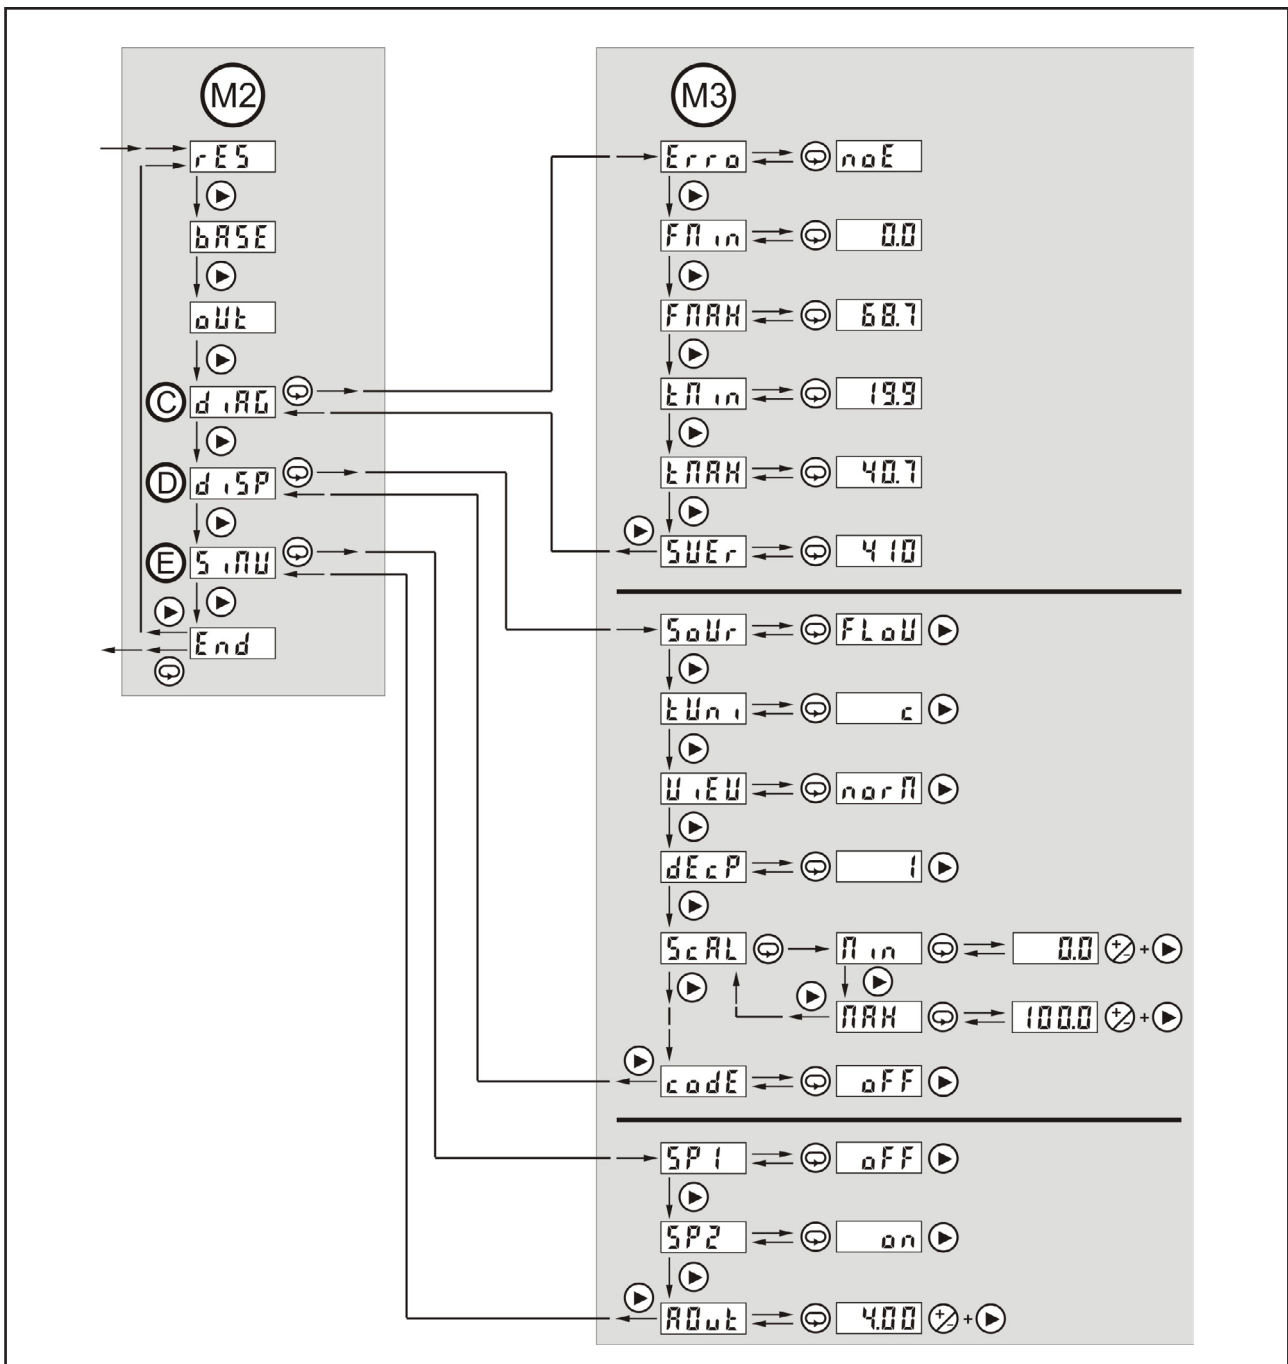 M2
rES
bASE
oUt
C diAG
D diSP
E SiMU
End
M3
Erro noE
FMin 0.0
FMAX 68.7
tMin 19.9
tMAX 40.7
SUEr 410
SoUr FLoU
tUni c
UiEU norM
dEcP 1
ScAL Min 0.0 +/- +
MAX 100.0 +/- +
codE oFF
SP1 oFF
SP2 on
AOut 4.00 +/- +